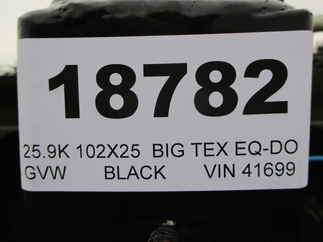 18782
25.9K 102X25 BIG TEX EQ-DO
GVW BLACK VIN 41699